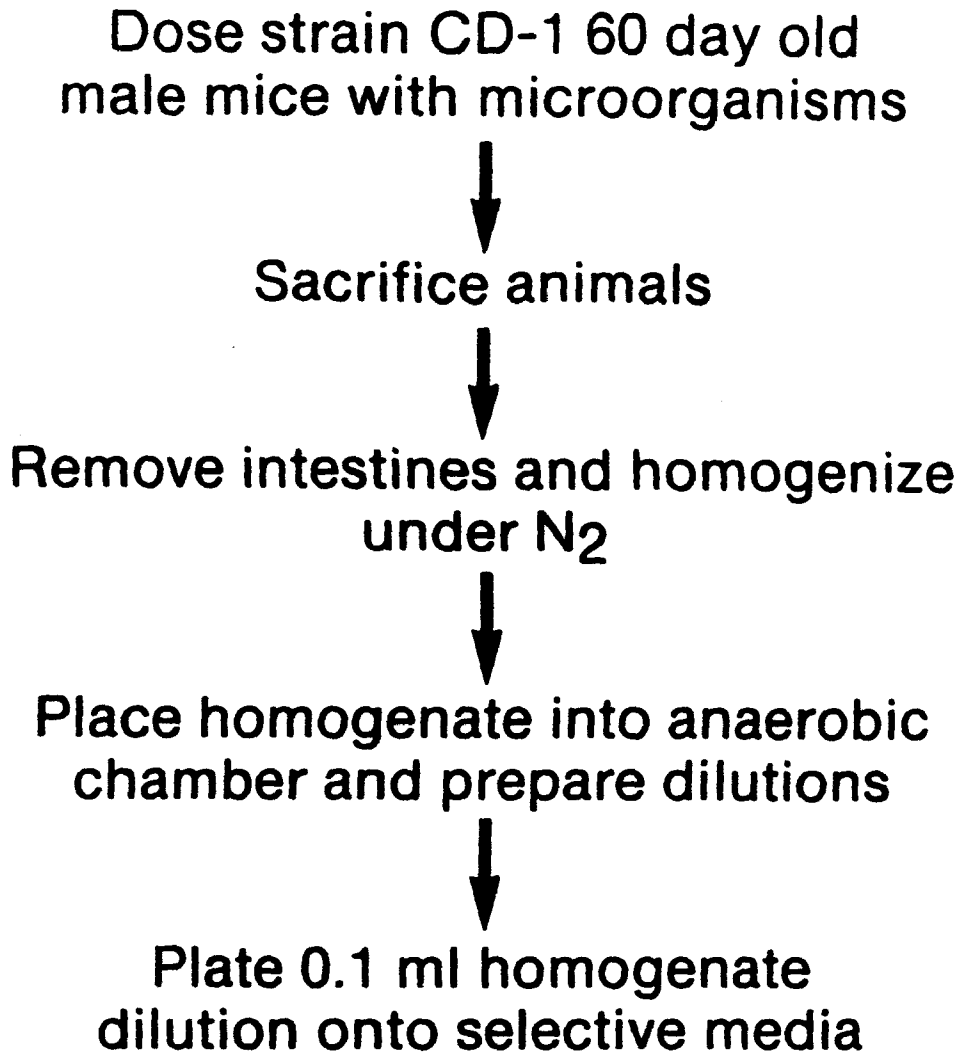 Dose strain CD-1 60 day old
male mice with microorganisms
Sacrifice animals
Remove intestines and homogenize
under N2
Place homogenate into anaerobic
chamber and prepare dilutions
Plate 0.1 ml homogenate
dilution onto selective media